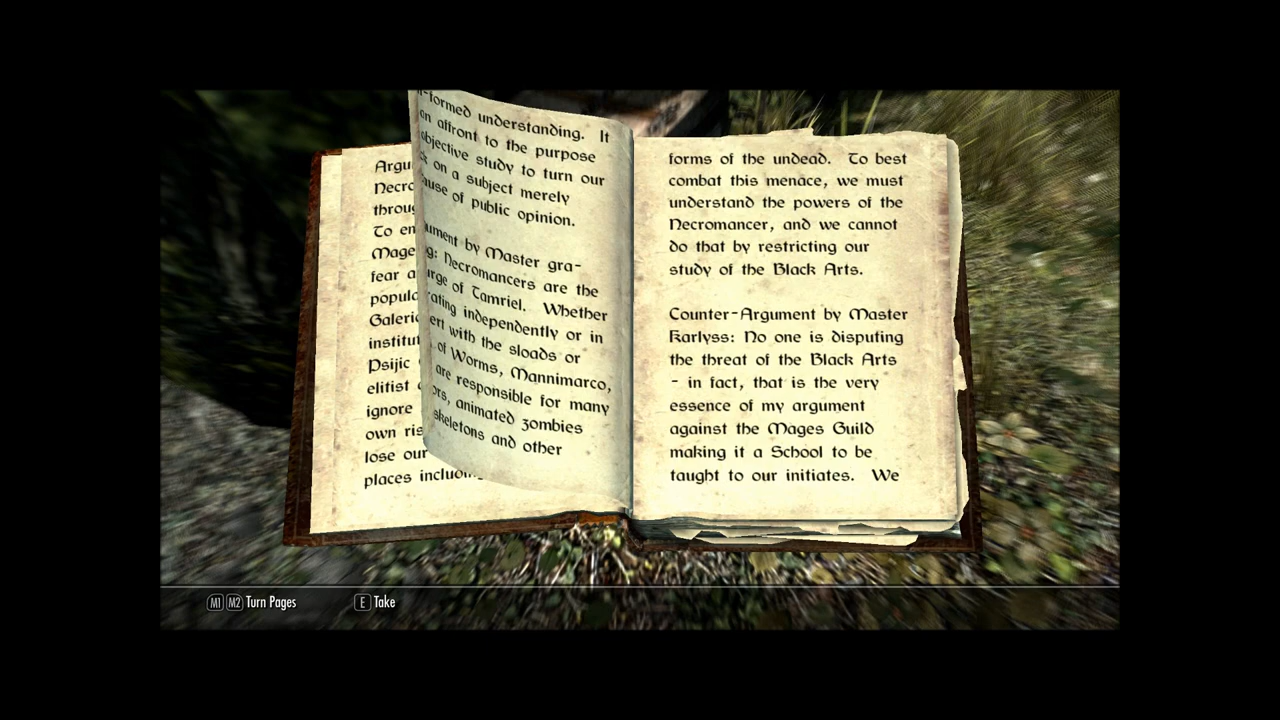 Argu
Necro
throug
To en
Mage
fear a
popula
Galeri
institut
Psijic
elitist
ignore
own ris
lose our
places includin
-formed understanding. It
an affront to the purpose
objective study to turn our
on a subject merely
ause of public opinion.
ument by Master gra-
g: Necromancers are the
urge of Tamriel. Whether
rating independently or in
ert with the sloads or
of Worms, Mannimarco,
are responsible for many
ors, animated zombies
skeletons and other
forms of the undead. To best
combat this menace, we must
understand the powers of the
Necromancer, and we cannot
do that by restricting our
study of the Black Arts.
Counter-Argument by Master
Karlyss: No one is disputing
the threat of the Black Arts
- in fact, that is the very
essence of my argument
against the Mages Guild
making it a School to be
taught to our initiates. We
M1 M2 Turn Pages E Take